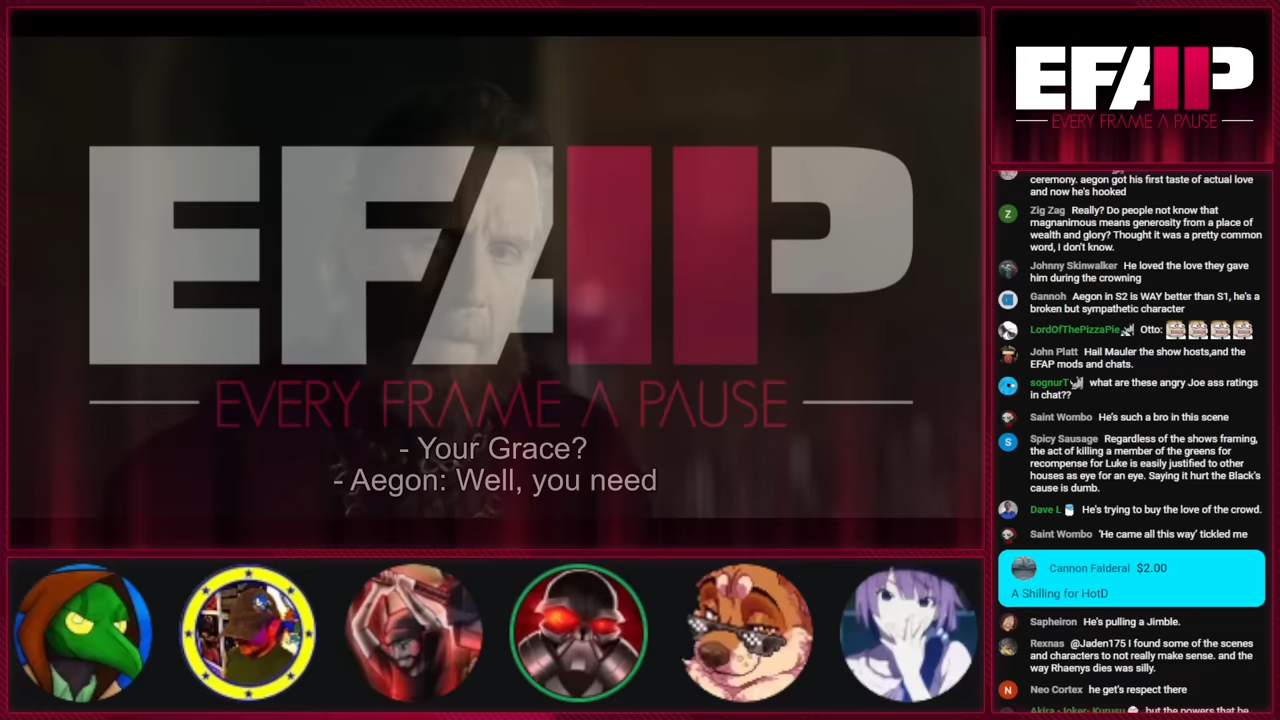 EFAP
EVERY FRAME A PAUSE
- Your Grace?
- Aegon: Well, you need
EFAP
EVERY FRAME A PAUSE
ceremony. aegon got his first taste of actual love
and now he's hooked
Z
Zig Zag Really? Do people not know that
magnanimous means generosity from a place of
wealth and glory? Thought it was a pretty common
word, I don't know.
Johnny Skinwalker He loved the love they gave
him during the crowning
Gannoh Aegon in S2 is WAY better than S1, he's a
broken but sympathetic character
LordOfThePizzaPie Otto:
John Platt Hail Mauler the show hosts,and the
EFAP mods and chats.
sognurT what are these angry Joe ass ratings
in chat??
Saint Wombo He's such a bro in this scene
S
Spicy Sausage Regardless of the shows framing,
the act of killing a member of the greens for
recompense for Luke is easily justified to other
houses as eye for an eye. Saying it hurt the Black's
cause is dumb.
Dave L He's trying to buy the love of the crowd.
Saint Wombo 'He came all this way' tickled me
Cannon Falderal $2.00
A Shilling for HotD
Sapheiron He's pulling a Jimble.
Rexnas @Jaden175 I found some of the scenes
and characters to not really make sense. and the
way Rhaenys dies was silly.
N
Neo Cortex he get's respect there
Akira -Joker- Kurusu but the powers that be